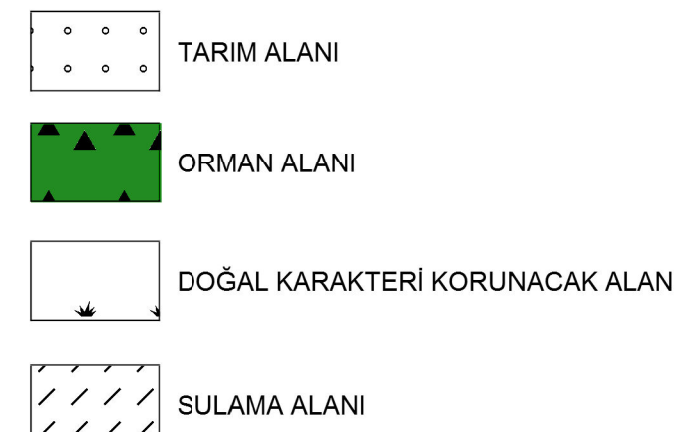 TARIM ALANI
ORMAN ALANI
DOĞAL KARAKTERİ KORUNACAK ALAN
SULAMA ALANI